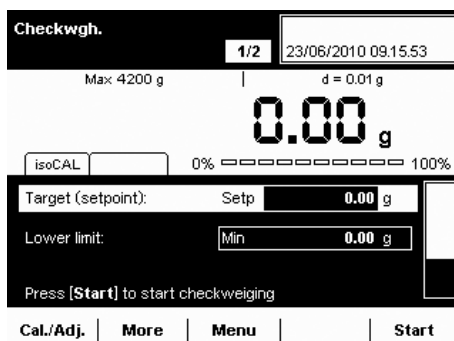 Checkwgh.
1/2 23/06/2010 09.15.53
Max 4200 g d = 0.01 g
0.00 g
isoCAL 0% 100%
Target (setpoint): Setp 0.00 g
Lower limit: Min 0.00 g
Press [Start] to start checkweiging
Cal./Adj. More Menu Start